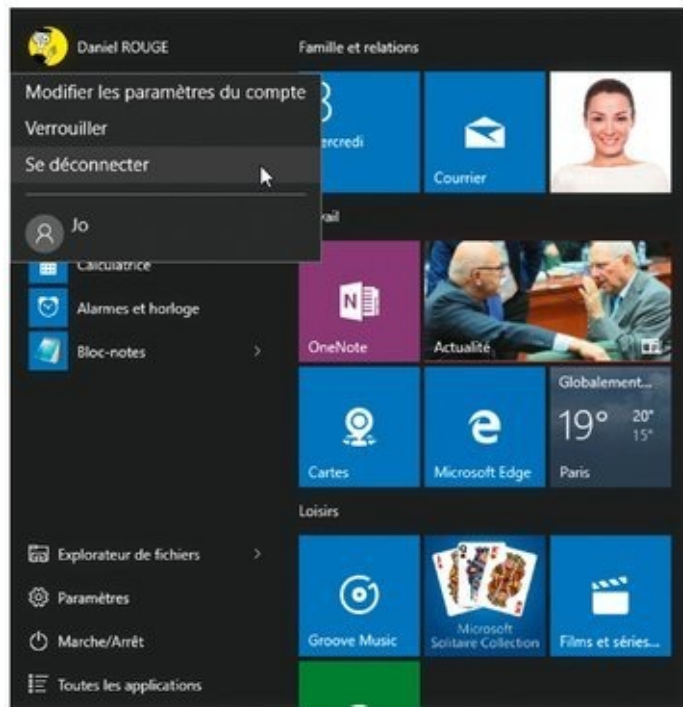 Daniel ROUGE
Modifier les paramètres du compte
Verrouiller
Se déconnecter
Jo
Calculatrice
Alarmes et horloge
Bloc-notes
Explorateur de fichiers
Paramètres
Marche/Arrêt
Toutes les applications
Famille et relations
8
ercredi
Courrier
vail
N
OneNote
Actualité
Cartes
Microsoft Edge
Globalement...
19° 20°
15°
Paris
Loisirs
Groove Music
Microsoft
Solitaire Collection
Films et séries...